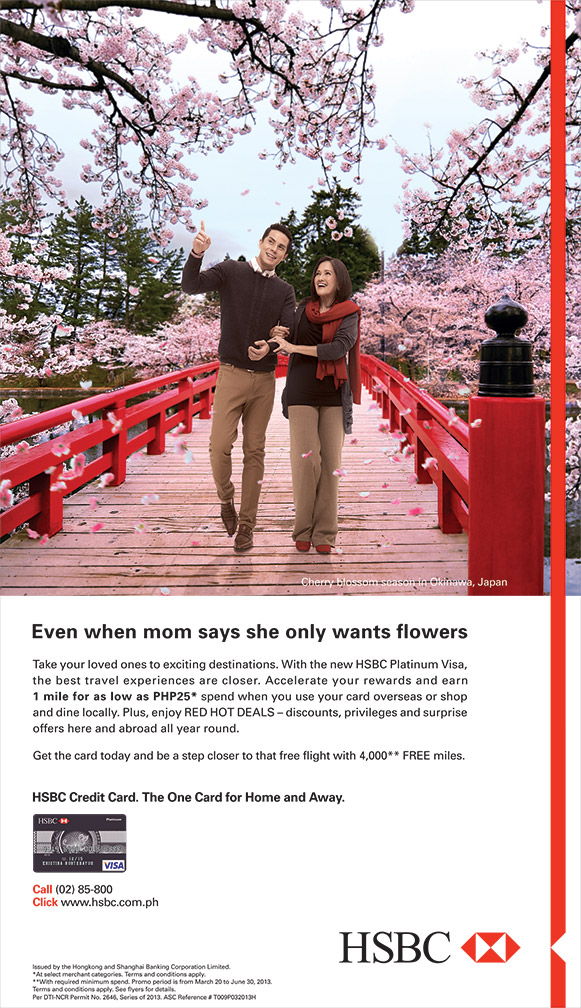 Cherry blossom season in Okinawa, Japan
Even when mom says she only wants flowers
Take your loved ones to exciting destinations. With the new HSBC Platinum Visa,
the best travel experiences are closer. Accelerate your rewards and earn
1 mile for as low as PHP25* spend when you use your card overseas or shop
and dine locally. Plus, enjoy RED HOT DEALS – discounts, privileges and surprise
offers here and abroad all year round.
Get the card today and be a step closer to that free flight with 4,000** FREE miles.
HSBC Credit Card. The One Card for Home and Away.
HSBC Platinum
12/15
VISA
Call (02) 85-800
Click www.hsbc.com.ph
HSBC
Issued by the Hongkong and Shanghai Banking Corporation Limited.
*At select merchant categories. Terms and conditions apply.
**With required minimum spend. Promo period is from March 20 to June 30, 2013.
Terms and conditions apply. See flyers for details.
Per DTI-NCR Permit No. 2646, Series of 2013. ASC Reference # T009P032013H